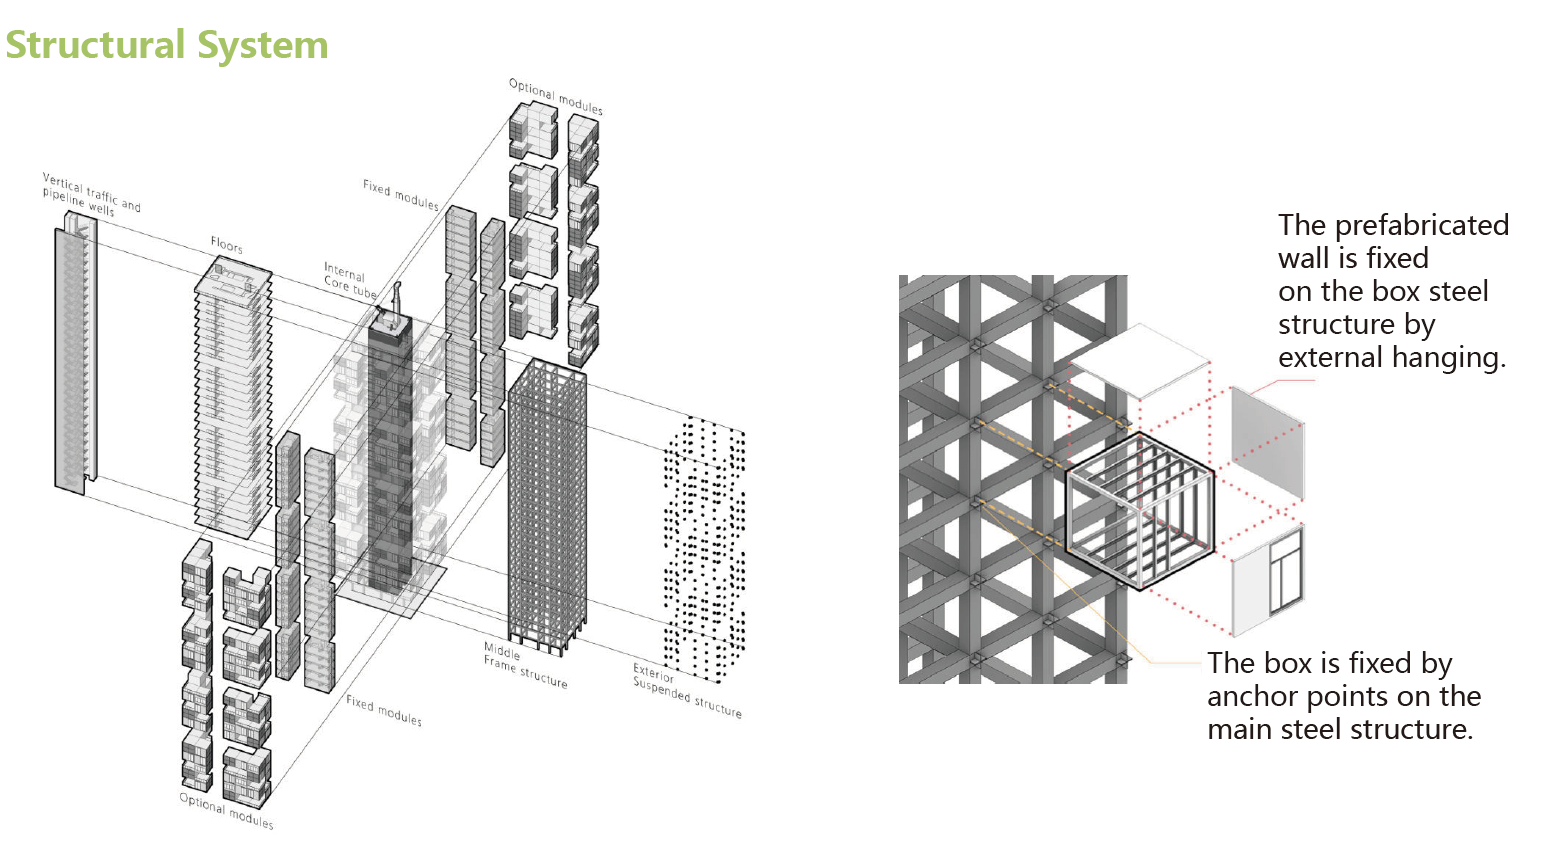 Structural System
Optional modules
Vertical traffic and
pipeline wells
Fixed modules
Floors
Internal
Core tube
Middle
Frame structure
Exterior
Suspended structure
Fixed modules
Optional modules
The prefabricated
wall is fixed
on the box steel
structure by
external hanging.
The box is fixed by
anchor points on the
main steel structure.